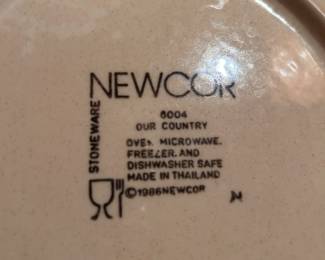 NEWCOR
STONEWARE
6004
OUR COUNTRY
OVEN, MICROWAVE,
FREEZER, AND
DISHWASHER SAFE
MADE IN THAILAND
©1986NEWCOR